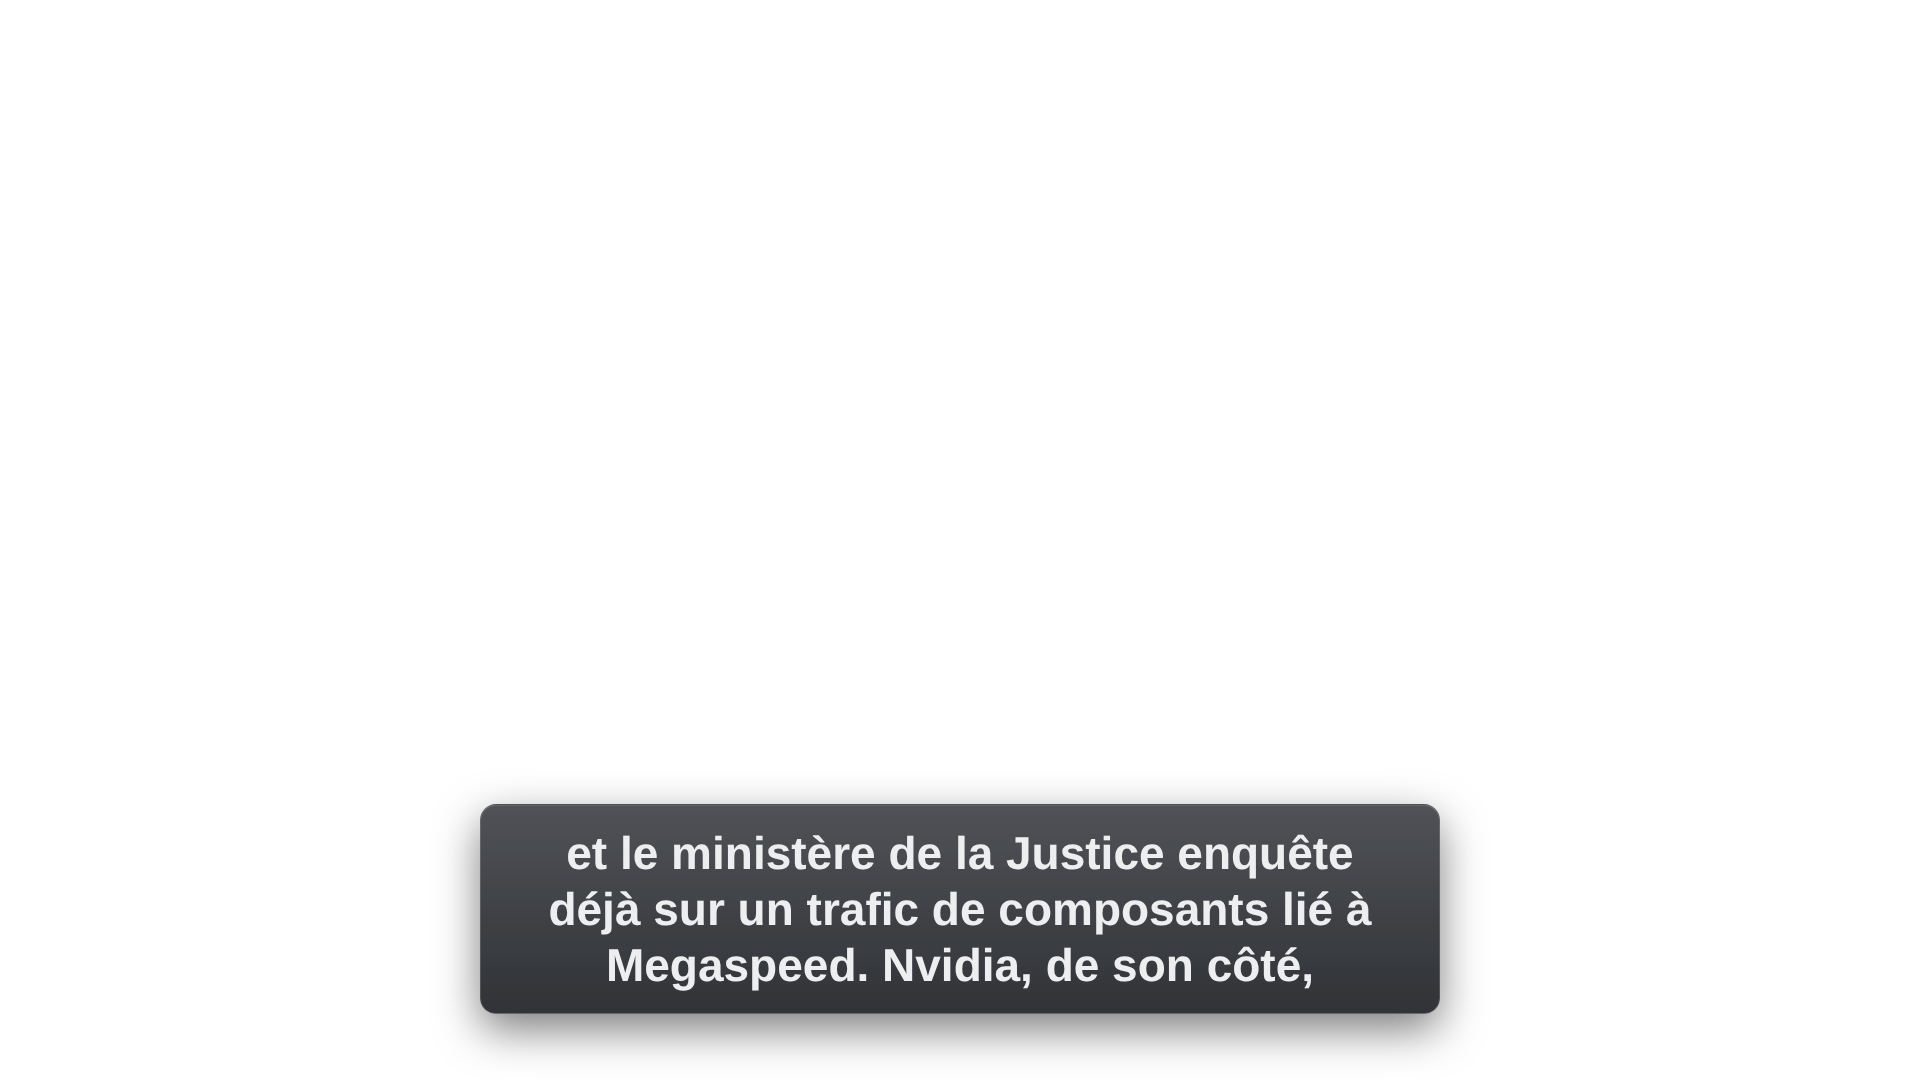 et le ministère de la Justice enquête
déjà sur un trafic de composants lié à
Megaspeed. Nvidia, de son côté,